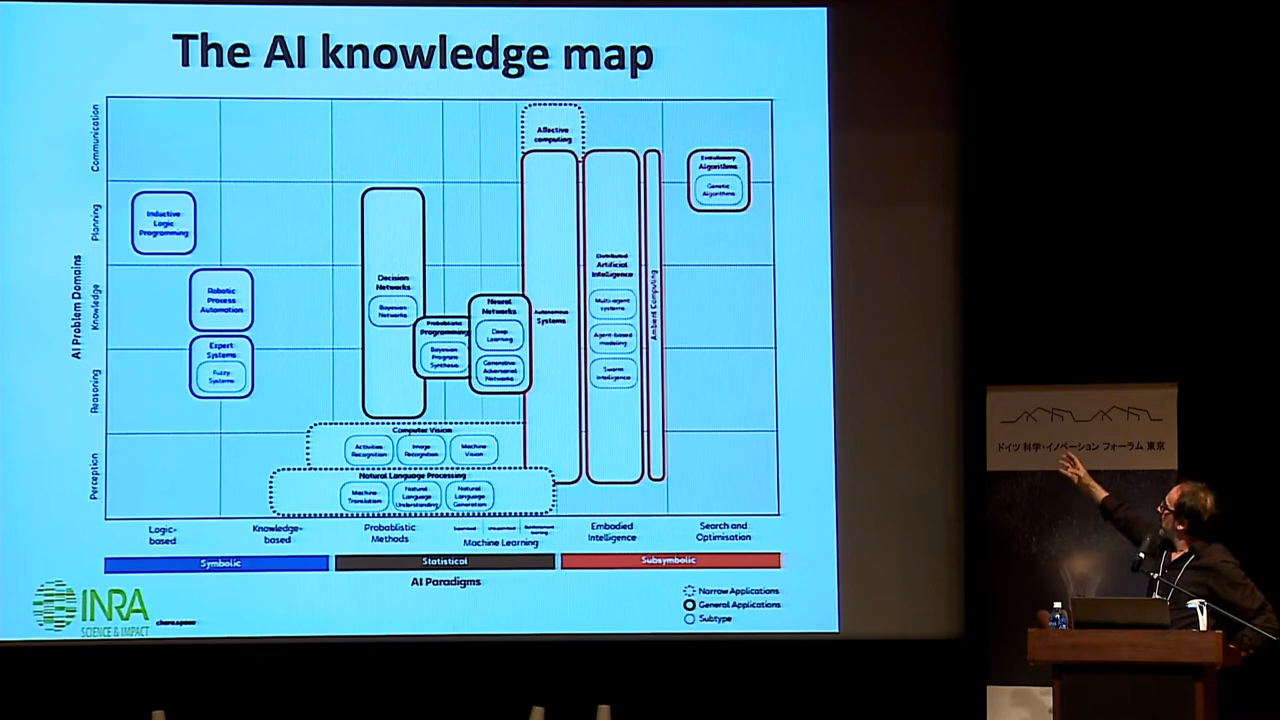 The AI knowledge map
AI Problem Domains
Communication
Planning
Knowledge
Reasoning
Perception
Affective
computing
Evolutionary
Algorithms
Genetic
Algorithms
Inductive
Logic
Programming
Robotic
Process
Automation
Expert
Systems
Fuzzy
Systems
Decision
Networks
Bayesian
Networks
Probabilistic
Programming
Bayesian
Program
Synthesis
Neural
Networks
Deep
Learning
Generative
Adversarial
Networks
Autonomous
Systems
Distributed
Artificial
Intelligence
Multi-agent
systems
Agent-based
modeling
Swarm
Intelligence
Ambient Computing
Computer Vision
Activities
Recognition
Image
Recognition
Machine
Vision
Natural Language Processing
Machine
Translation
Natural
Language
Understanding
Natural
Language
Generation
Logic-
based
Knowledge-
based
Probablistic
Methods
Supervised
Unsupervised
Reinforcement
learning
Machine Learning
Embodied
Intelligence
Search and
Optimisation
Symbolic
Statistical
Subsymbolic
AI Paradigms
Narrow Applications
General Applications
Subtype
INRA
SCIENCE & IMPACT
ドイツ 科学・イノベーション フォーラム 東京